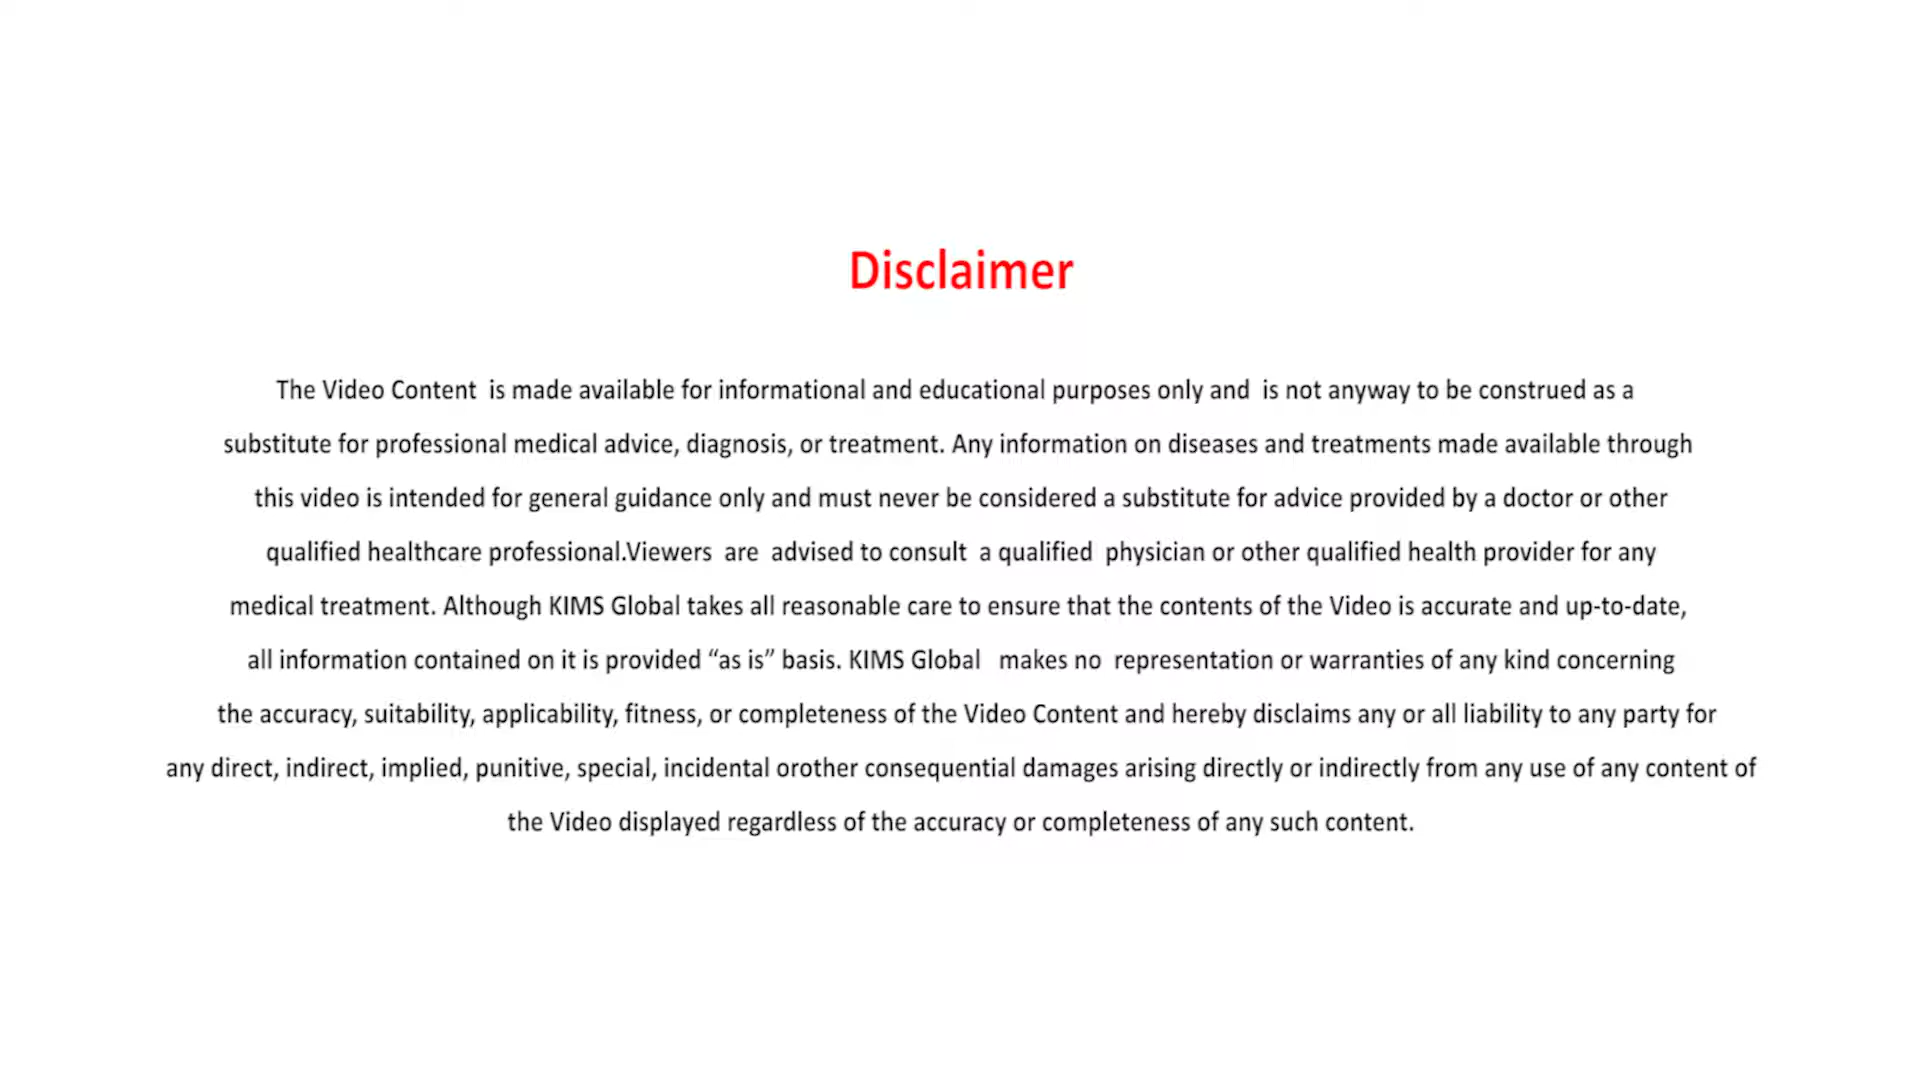 Disclaimer
The Video Content is made available for informational and educational purposes only and is not anyway to be construed as a
substitute for professional medical advice, diagnosis, or treatment. Any information on diseases and treatments made available through
this video is intended for general guidance only and must never be considered a substitute for advice provided by a doctor or other
qualified healthcare professional.Viewers are advised to consult a qualified physician or other qualified health provider for any
medical treatment. Although KIMS Global takes all reasonable care to ensure that the contents of the Video is accurate and up-to-date,
all information contained on it is provided “as is” basis. KIMS Global makes no representation or warranties of any kind concerning
the accuracy, suitability, applicability, fitness, or completeness of the Video Content and hereby disclaims any or all liability to any party for
any direct, indirect, implied, punitive, special, incidental orother consequential damages arising directly or indirectly from any use of any content of
the Video displayed regardless of the accuracy or completeness of any such content.